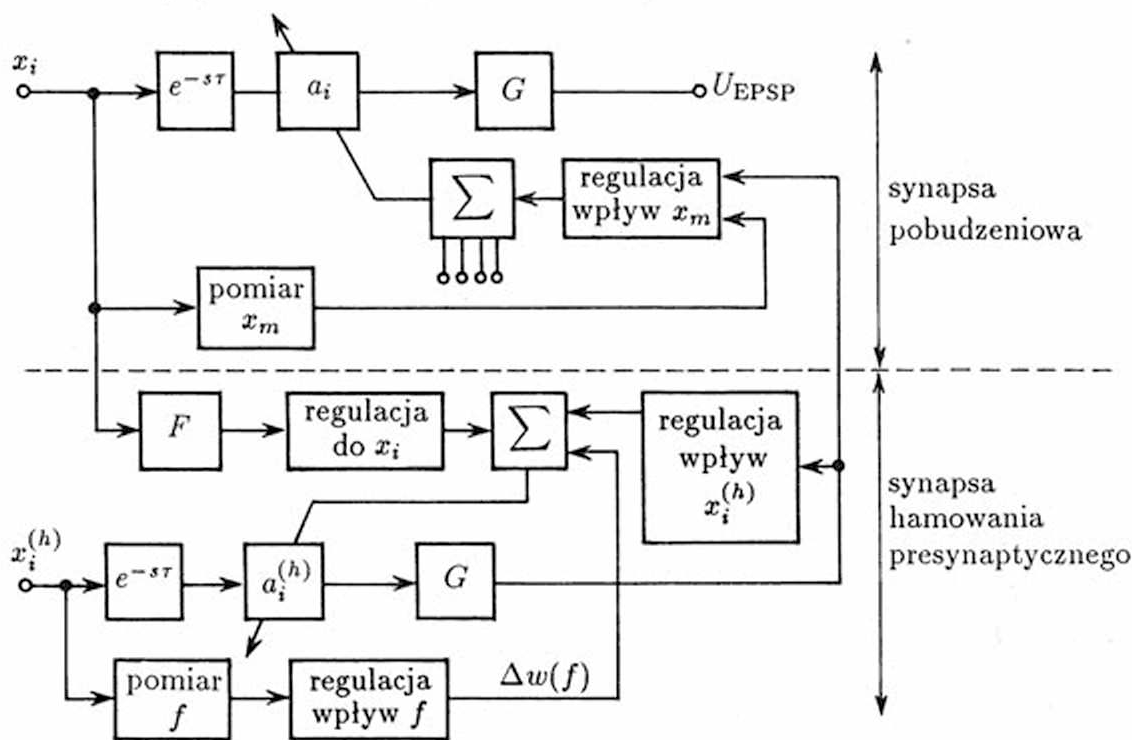 x_i
e^{-sτ}
a_i
G
U_EPSP
∑
regulacja
wpływ x_m
synapsa
pobudzeniowa
pomiar
x_m
F
regulacja
do x_i
∑
regulacja
wpływ
x_i^{(h)}
synapsa
hamowania
presynaptycznego
x_i^{(h)}
e^{-sτ}
a_i^{(h)}
G
pomiar
f
regulacja
wpływ f
Δw(f)